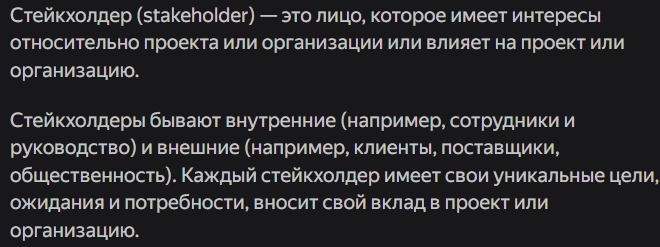 Стейкхолдер (stakeholder) — это лицо, которое имеет интересы
относительно проекта или организации или влияет на проект или
организацию.
Стейкхолдеры бывают внутренние (например, сотрудники и
руководство) и внешние (например, клиенты, поставщики,
общественность). Каждый стейкхолдер имеет свои уникальные цели,
ожидания и потребности, вносит свой вклад в проект или
организацию.